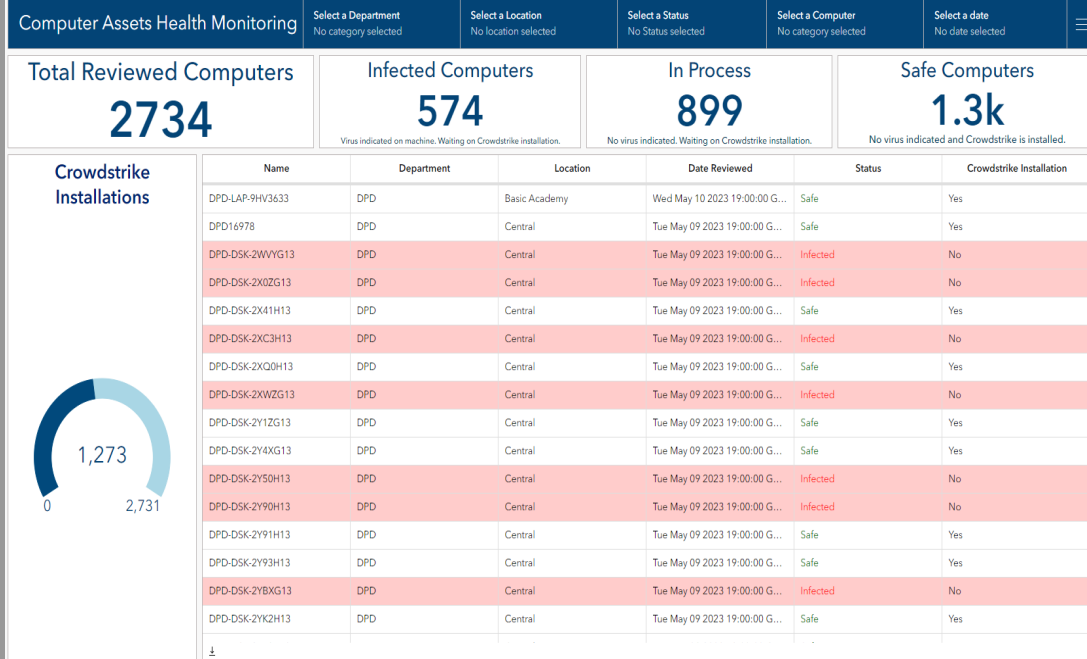 Computer Assets Health Monitoring
Select a Department
No category selected
Select a Location
No location selected
Select a Status
No Status selected
Select a Computer
No category selected
Select a date
No date selected
Total Reviewed Computers
2734
Infected Computers
574
Virus indicated on machine. Waiting on Crowdstrike installation.
In Process
899
No virus indicated. Waiting on Crowdstrike installation.
Safe Computers
1.3k
No virus indicated and Crowdstrike is installed.
Crowdstrike
Installations
1,273
0 2,731
Name Department Location Date Reviewed Status Crowdstrike Installation
DPD-LAP-9HV3633 DPD Basic Academy Wed May 10 2023 19:00:00 G... Safe Yes
DPD16978 DPD Central Tue May 09 2023 19:00:00 G... Safe Yes
DPD-DSK-2WVYG13 DPD Central Tue May 09 2023 19:00:00 G... Infected No
DPD-DSK-2X0ZG13 DPD Central Tue May 09 2023 19:00:00 G... Infected No
DPD-DSK-2X41H13 DPD Central Tue May 09 2023 19:00:00 G... Safe Yes
DPD-DSK-2XC3H13 DPD Central Tue May 09 2023 19:00:00 G... Infected No
DPD-DSK-2XQ0H13 DPD Central Tue May 09 2023 19:00:00 G... Safe Yes
DPD-DSK-2XWZG13 DPD Central Tue May 09 2023 19:00:00 G... Infected No
DPD-DSK-2Y1ZG13 DPD Central Tue May 09 2023 19:00:00 G... Safe Yes
DPD-DSK-2Y4XG13 DPD Central Tue May 09 2023 19:00:00 G... Safe Yes
DPD-DSK-2Y50H13 DPD Central Tue May 09 2023 19:00:00 G... Infected No
DPD-DSK-2Y90H13 DPD Central Tue May 09 2023 19:00:00 G... Infected No
DPD-DSK-2Y91H13 DPD Central Tue May 09 2023 19:00:00 G... Safe Yes
DPD-DSK-2Y93H13 DPD Central Tue May 09 2023 19:00:00 G... Safe Yes
DPD-DSK-2YBXG13 DPD Central Tue May 09 2023 19:00:00 G... Infected No
DPD-DSK-2YK2H13 DPD Central Tue May 09 2023 19:00:00 G... Safe Yes